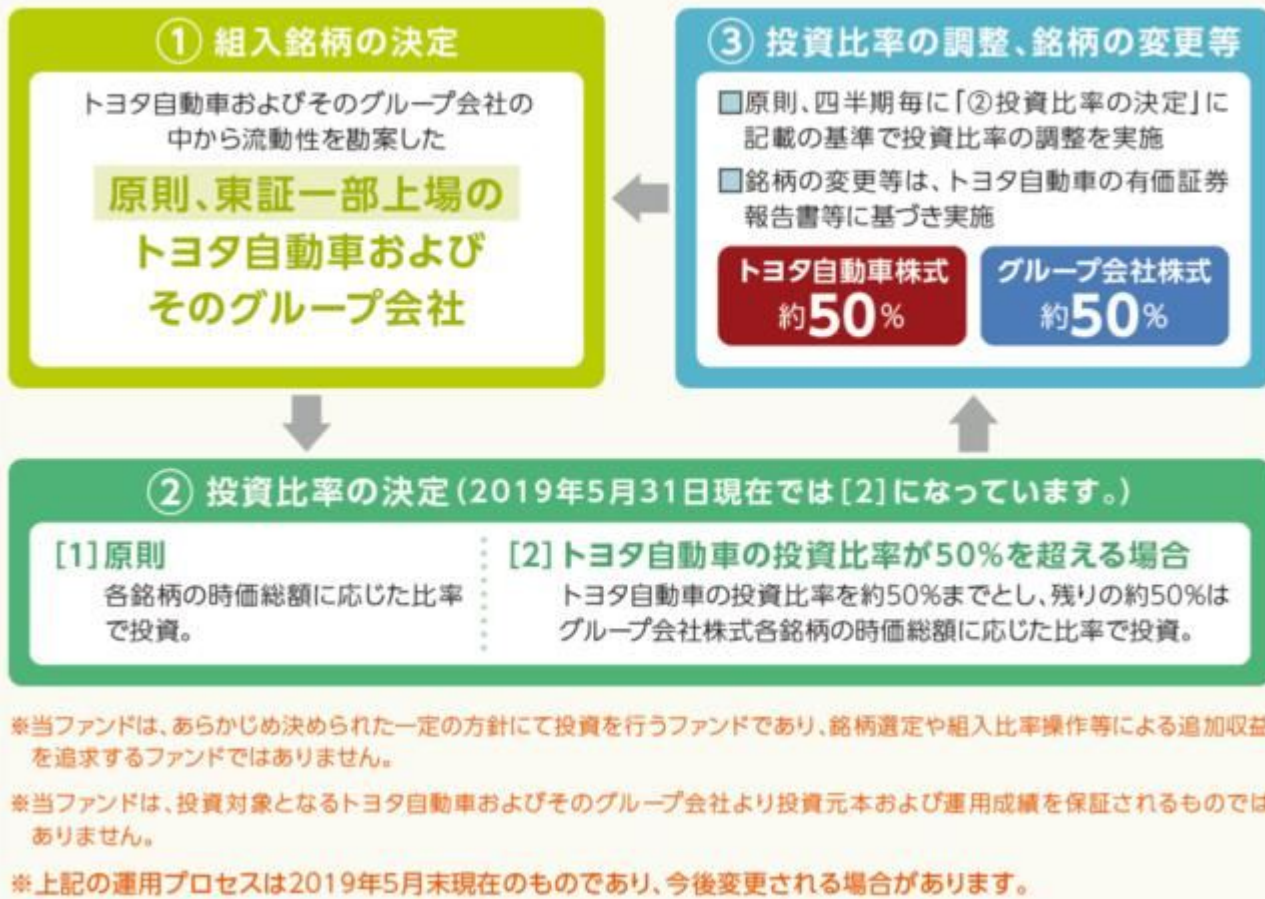 ① 組入銘柄の決定
トヨタ自動車およびそのグループ会社の
中から流動性を勘案した
原則、東証一部上場の
トヨタ自動車および
そのグループ会社
② 投資比率の決定(2019年5月31日現在では[2]になっています。)
[1]原則
各銘柄の時価総額に応じた比率
で投資。
[2]トヨタ自動車の投資比率が50%を超える場合
トヨタ自動車の投資比率を約50%までとし、残りの約50%は
グループ会社株式各銘柄の時価総額に応じた比率で投資。
③ 投資比率の調整、銘柄の変更等
□原則、四半期毎に「②投資比率の決定」に
記載の基準で投資比率の調整を実施
□銘柄の変更等は、トヨタ自動車の有価証券
報告書等に基づき実施
トヨタ自動車株式
約50%
グループ会社株式
約50%
※当ファンドは、あらかじめ決められた一定の方針にて投資を行うファンドであり、銘柄選定や組入比率操作等による追加収益
を追求するファンドではありません。
※当ファンドは、投資対象となるトヨタ自動車およびそのグループ会社より投資元本および運用成績を保証されるものでは
ありません。
※上記の運用プロセスは2019年5月末現在のものであり、今後変更される場合があります。